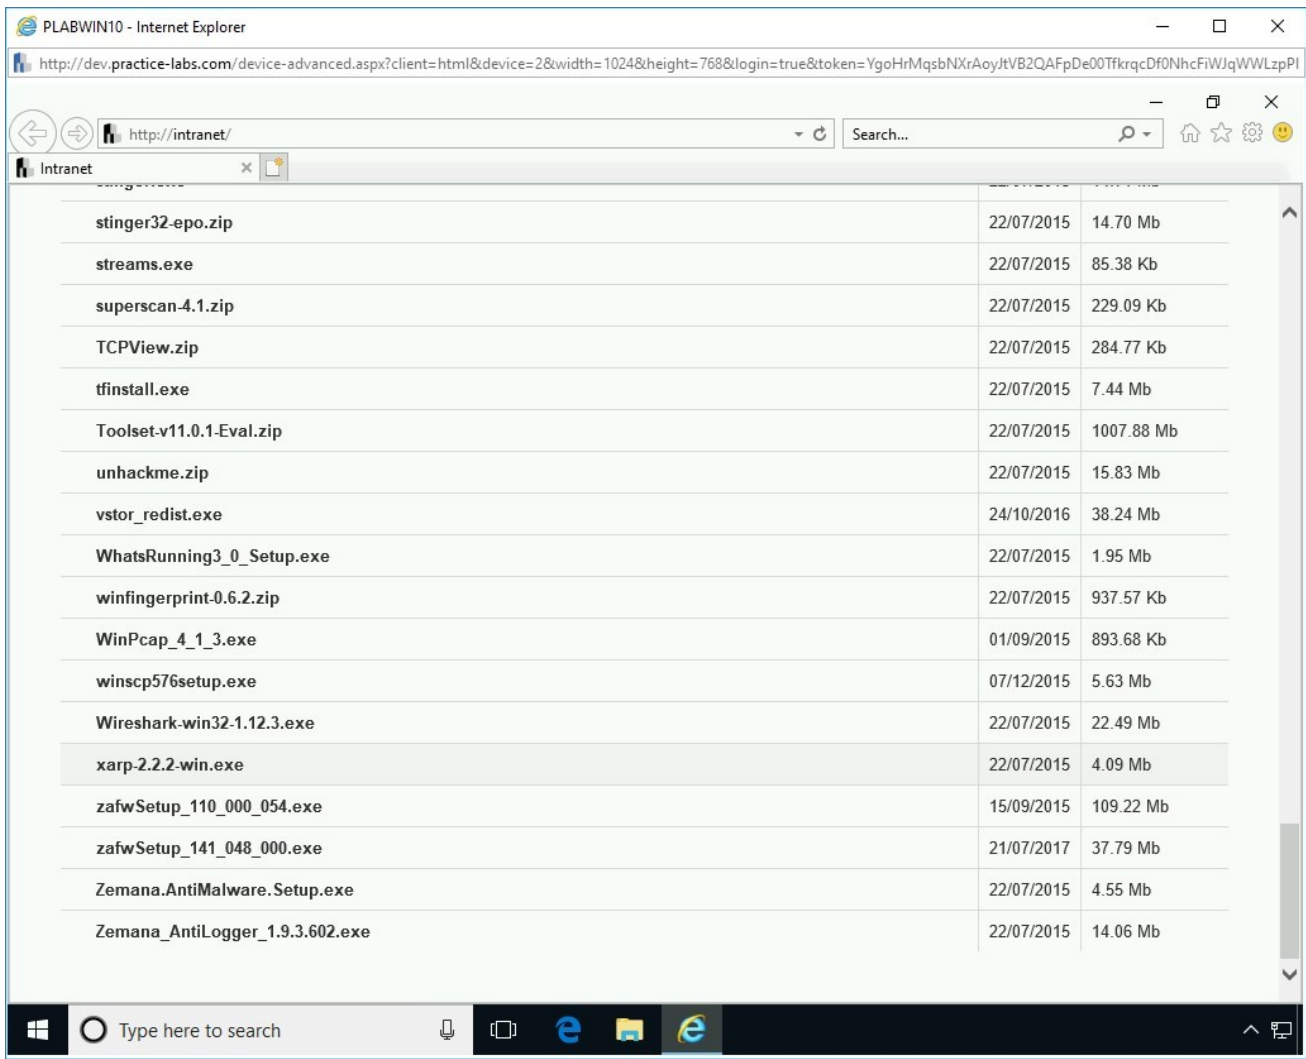 PLABWIN10 - Internet Explorer
http://dev.practice-labs.com/device-advanced.aspx?client=html&device=2&width=1024&height=768&login=true&token=YgoHrMqsbNXrAoyJtVB2QAFpDe00TfkrqcDf0NhcFiWJqWWLzpPl
http://intranet/ Search...
Intranet
stinger32-epo.zip 22/07/2015 14.70 Mb
streams.exe 22/07/2015 85.38 Kb
superscan-4.1.zip 22/07/2015 229.09 Kb
TCPView.zip 22/07/2015 284.77 Kb
tfinstall.exe 22/07/2015 7.44 Mb
Toolset-v11.0.1-Eval.zip 22/07/2015 1007.88 Mb
unhackme.zip 22/07/2015 15.83 Mb
vstor_redist.exe 24/10/2016 38.24 Mb
WhatsRunning3_0_Setup.exe 22/07/2015 1.95 Mb
winfingerprint-0.6.2.zip 22/07/2015 937.57 Kb
WinPcap_4_1_3.exe 01/09/2015 893.68 Kb
winscp576setup.exe 07/12/2015 5.63 Mb
Wireshark-win32-1.12.3.exe 22/07/2015 22.49 Mb
xarp-2.2.2-win.exe 22/07/2015 4.09 Mb
zafwSetup_110_000_054.exe 15/09/2015 109.22 Mb
zafwSetup_141_048_000.exe 21/07/2017 37.79 Mb
Zemana.AntiMalware.Setup.exe 22/07/2015 4.55 Mb
Zemana_AntiLogger_1.9.3.602.exe 22/07/2015 14.06 Mb
Type here to search